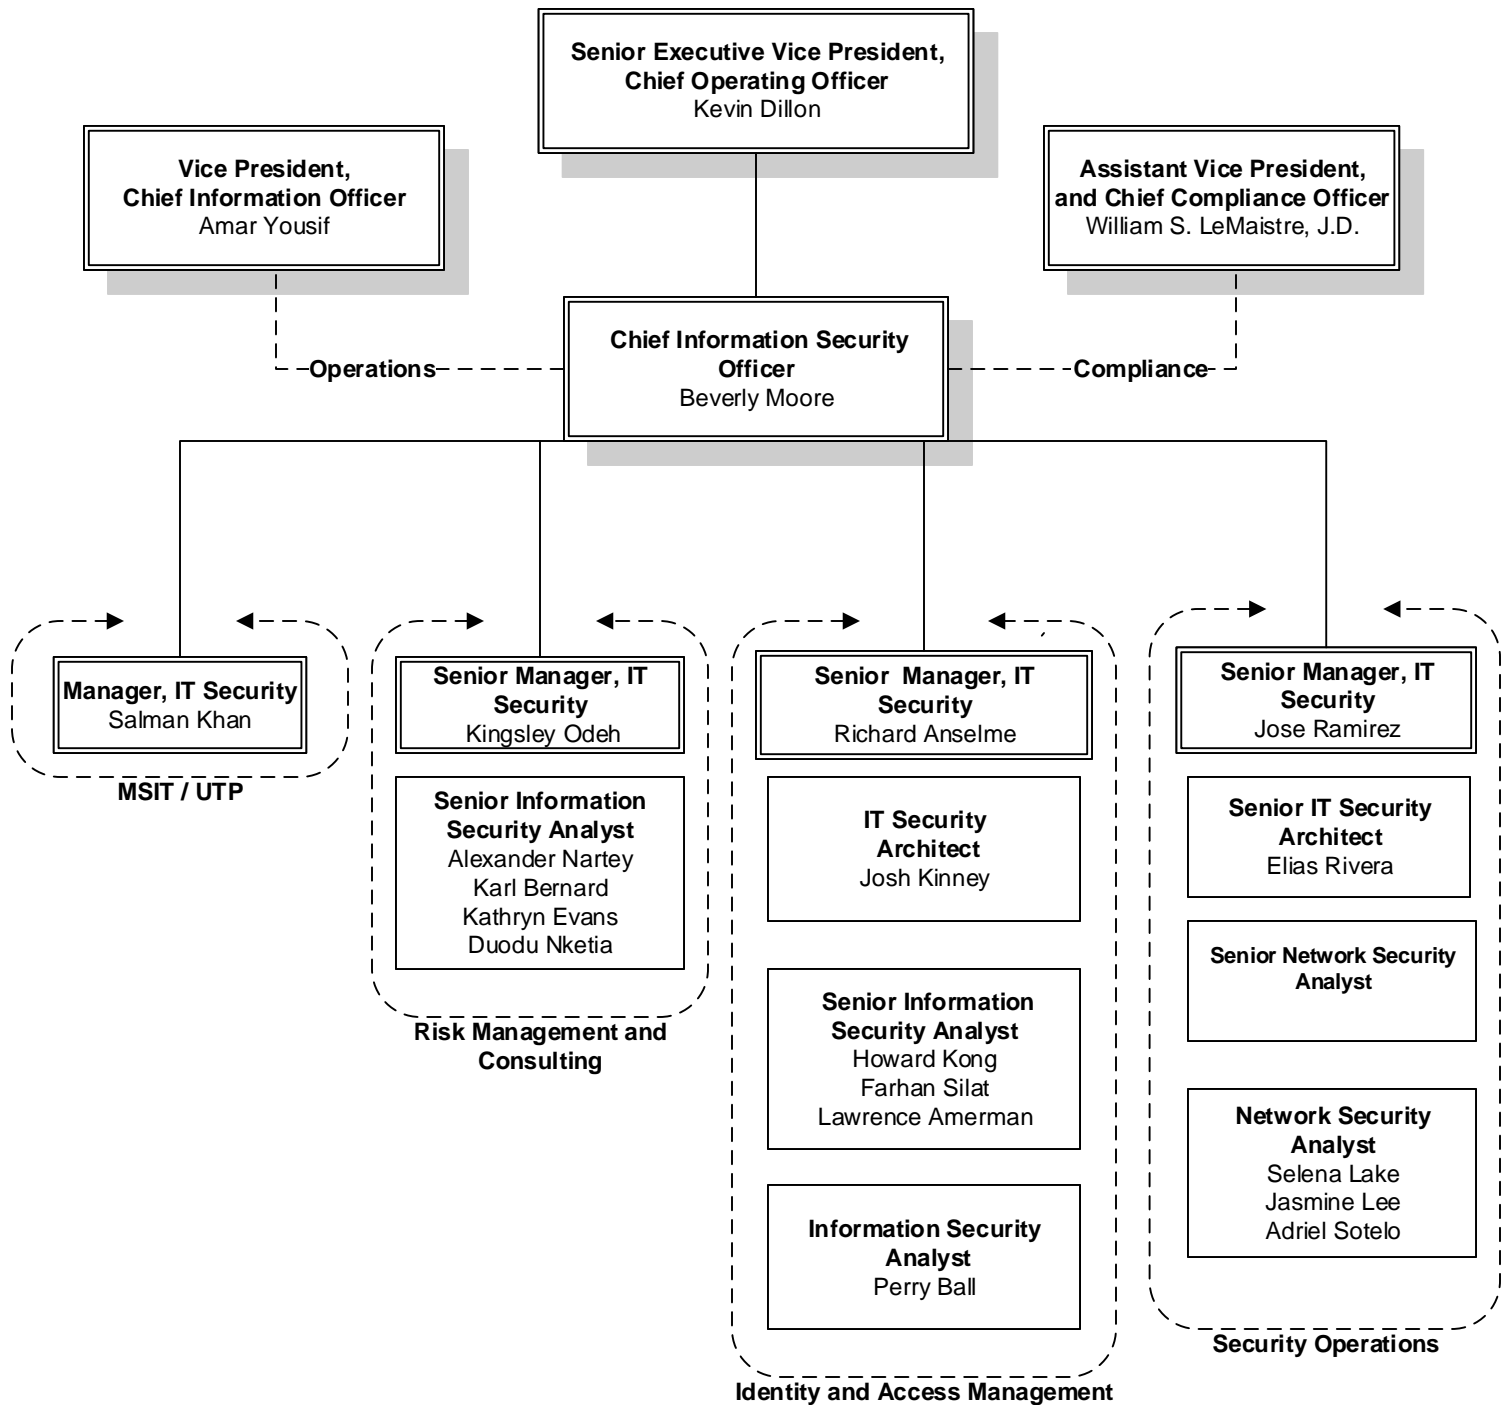 Senior Executive Vice President,
Chief Operating Officer
Kevin Dillon
Vice President,
Chief Information Officer
Amar Yousif
Assistant Vice President,
and Chief Compliance Officer
William S. LeMaistre, J.D.
Chief Information Security
Officer
Beverly Moore
Operations
Compliance
Manager, IT Security
Salman Khan
MSIT / UTP
Senior Manager, IT
Security
Kingsley Odeh
Senior Information
Security Analyst
Alexander Nartey
Karl Bernard
Kathryn Evans
Duodu Nketia
Risk Management and
Consulting
Senior Manager, IT
Security
Richard Anselme
IT Security
Architect
Josh Kinney
Senior Information
Security Analyst
Howard Kong
Farhan Silat
Lawrence Amerman
Information Security
Analyst
Perry Ball
Identity and Access Management
Senior Manager, IT
Security
Jose Ramirez
Senior IT Security
Architect
Elias Rivera
Senior Network Security
Analyst
Network Security
Analyst
Selena Lake
Jasmine Lee
Adriel Sotelo
Security Operations